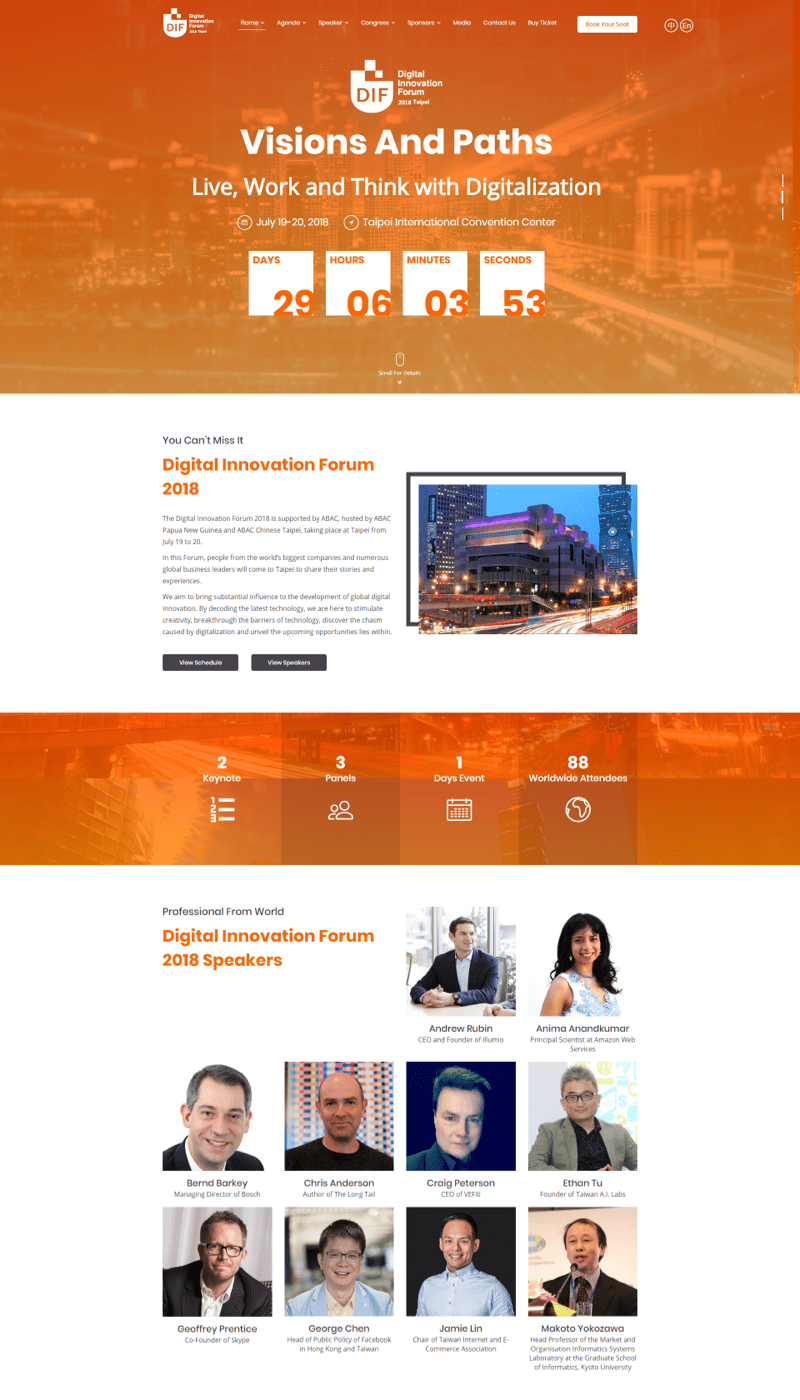 DIF
Digital
Innovation
Forum
2018 Taipei
Home
Agenda
Speaker
Congress
Sponsors
Media
Contact Us
Buy Ticket
Book Your Seat
中
En
DIF
Digital
Innovation
Forum
2018 Taipei
Visions And Paths
Live, Work and Think with Digitalization
July 19-20, 2018
Taipoi International Convention Center
DAYS
HOURS
MINUTES
SECONDS
29
06
03
53
Scroll For Details
You Can't Miss It
Digital Innovation Forum
2018
The Digital Innovation Forum 2018 is supported by ABAC, hosted by ABAC
Papua New Guinea and ABAC Chinese Taipei, taking place at Taipei from
July 19 to 20.
In this Forum, people from the world's biggest companies and numerous
global business leaders will come to Taipei to share their stories and
experiences.
We aim to bring substantial influence to the development of global digital
innovation. By decoding the latest technology, we are here to stimulate
creativity, breakthrough the barriers of technology, discover the chasm
caused by digitalization and unveil the upcoming opportunities lies within.
View Schedule
View Speakers
2
Keynote
3
Panels
1
Days Event
88
Worldwide Attendees
Professional From World
Digital Innovation Forum
2018 Speakers
Andrew Rubin
CEO and Founder of illumio
Anima Anandkumar
Principal Scientist at Amazon Web
Services
Bernd Barkey
Managing Director of Bosch
Chris Anderson
Author of The Long Tail
Craig Peterson
CEO of VEFXi
Ethan Tu
Founder of Taiwan A.I. Labs
Geoffrey Prentice
Co-Founder of Skype
George Chen
Head of Public Policy of Facebook
in Hong Kong and Taiwan
Jamie Lin
Chair of Taiwan Internet and E-
Commerce Association
Makoto Yokozawa
Head Professor of the Market and
Organisation Informatics Systems
Laboratory at the Graduate School
of Informatics, Kyoto University